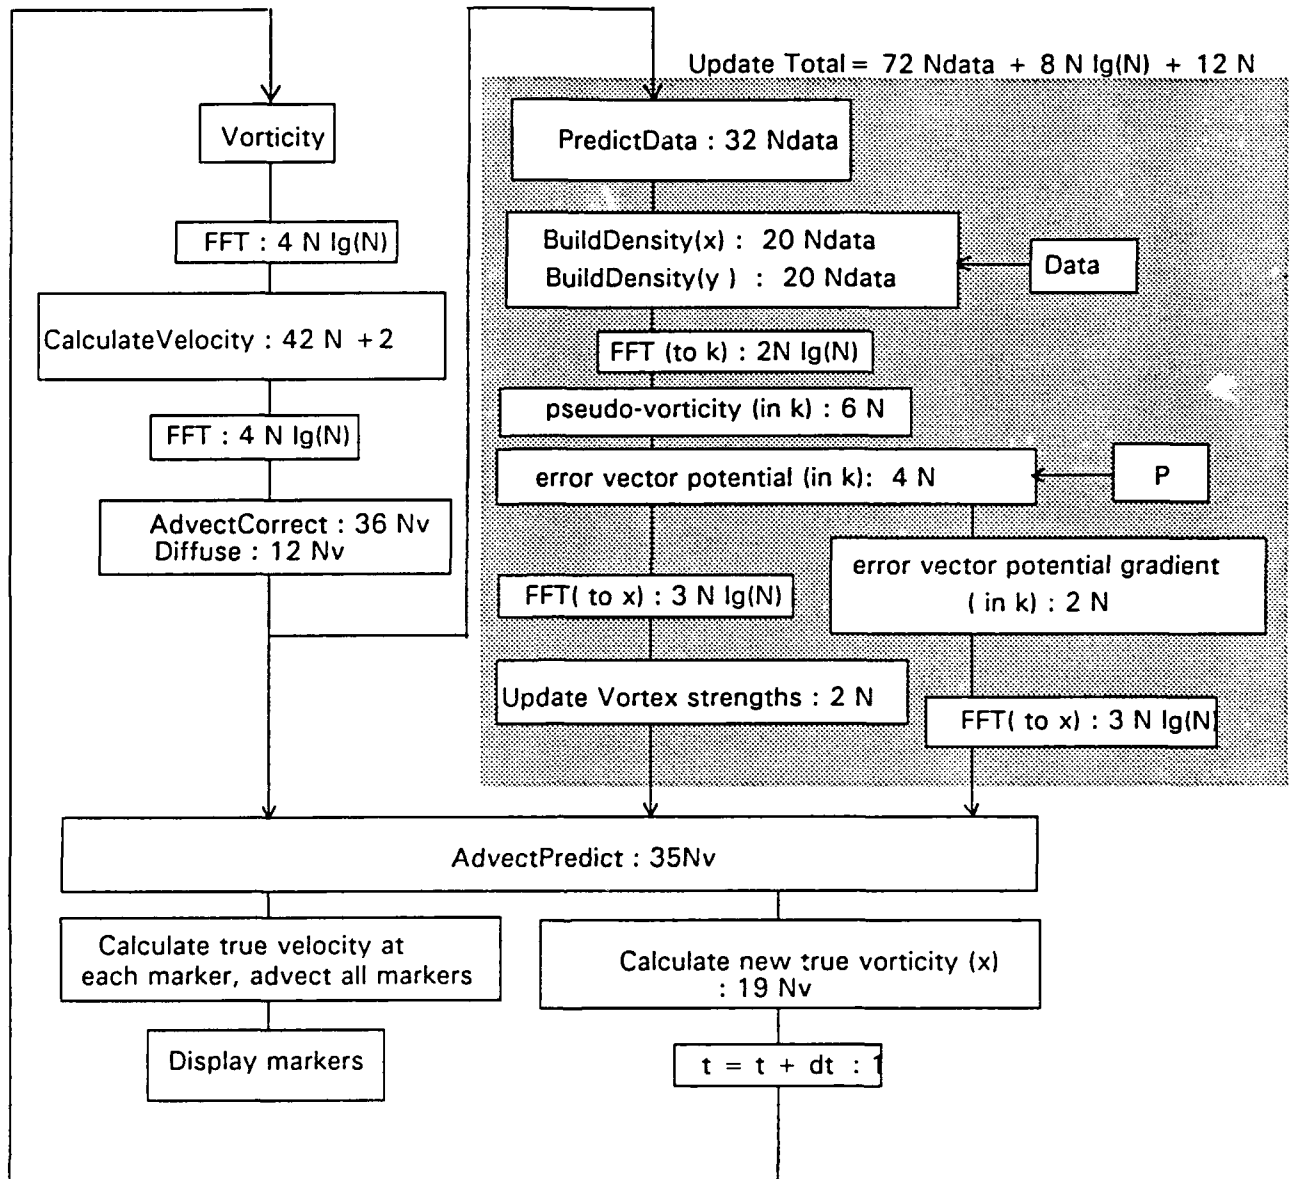 Update Total = 72 Ndata + 8 N lg(N) + 12 N
Vorticity
FFT : 4 N lg(N)
CalculateVelocity : 42 N + 2
FFT : 4 N lg(N)
AdvectCorrect : 36 Nv
Diffuse : 12 Nv
PredictData : 32 Ndata
BuildDensity(x) : 20 Ndata
BuildDensity(y ) : 20 Ndata
Data
FFT (to k) : 2N lg(N)
pseudo-vorticity (in k) : 6 N
error vector potential (in k): 4 N
P
error vector potential gradient
( in k) : 2 N
FFT( to x) : 3 N lg(N)
Update Vortex strengths : 2 N
FFT( to x) : 3 N lg(N)
AdvectPredict : 35Nv
Calculate true velocity at
each marker, advect all markers
Display markers
Calculate new true vorticity (x)
: 19 Nv
t = t + dt : 1